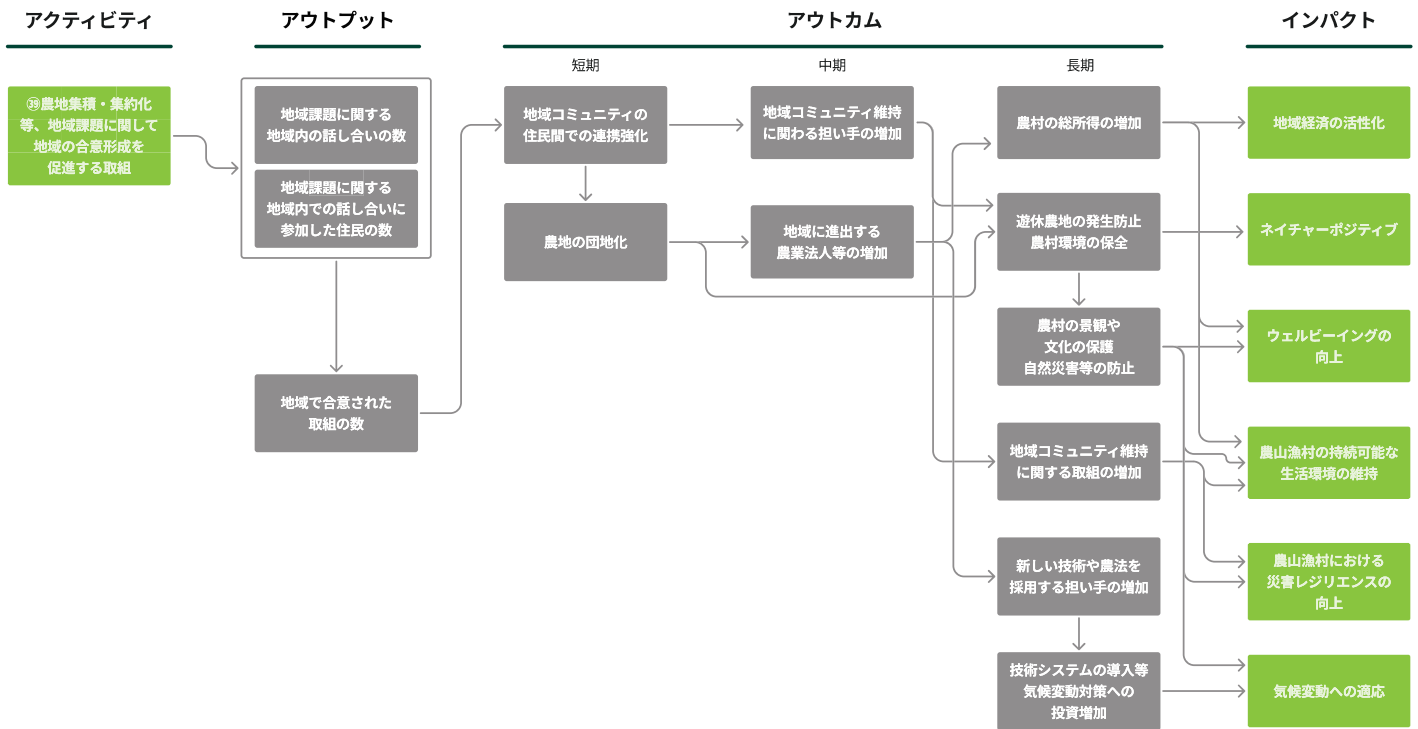 アクティビティ
アウトプット
アウトカム
インパクト
短期
中期
長期
㊴農地集積・集約化
等、地域課題に関して
地域の合意形成を
促進する取組
地域課題に関する
地域内の話し合いの数
地域課題に関する
地域内での話し合いに
参加した住民の数
地域で合意された
取組の数
地域コミュニティの
住民間での連携強化
農地の団地化
地域コミュニティ維持
に関わる担い手の増加
地域に進出する
農業法人等の増加
農村の総所得の増加
遊休農地の発生防止
農村環境の保全
農村の景観や
文化の保護
自然災害等の防止
地域コミュニティ維持
に関する取組の増加
新しい技術や農法を
採用する担い手の増加
技術システムの導入等
気候変動対策への
投資増加
地域経済の活性化
ネイチャーポジティブ
ウェルビーイングの
向上
農山漁村の持続可能な
生活環境の維持
農山漁村における
災害レジリエンスの
向上
気候変動への適応